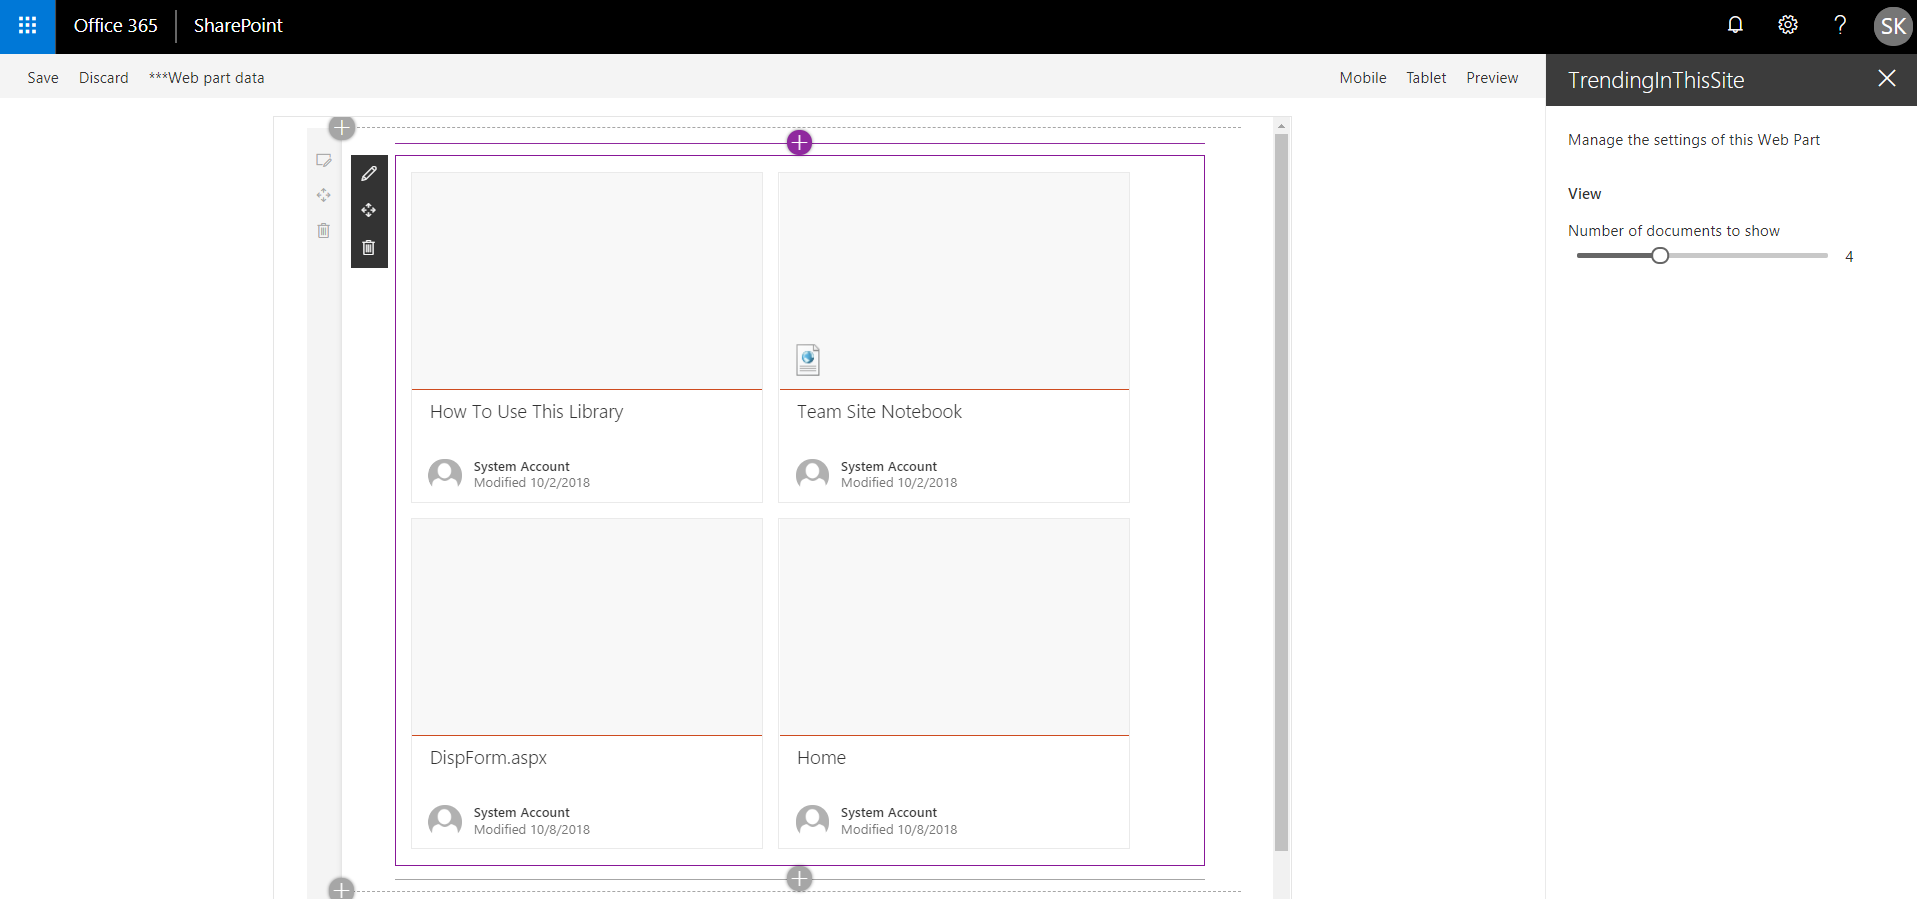 Office 365
SharePoint
SK
Save
Discard
***Web part data
Mobile
Tablet
Preview
TrendingInThisSite
Manage the settings of this Web Part
View
Number of documents to show
4
How To Use This Library
System Account
Modified 10/2/2018
Team Site Notebook
System Account
Modified 10/2/2018
DispForm.aspx
System Account
Modified 10/8/2018
Home
System Account
Modified 10/8/2018